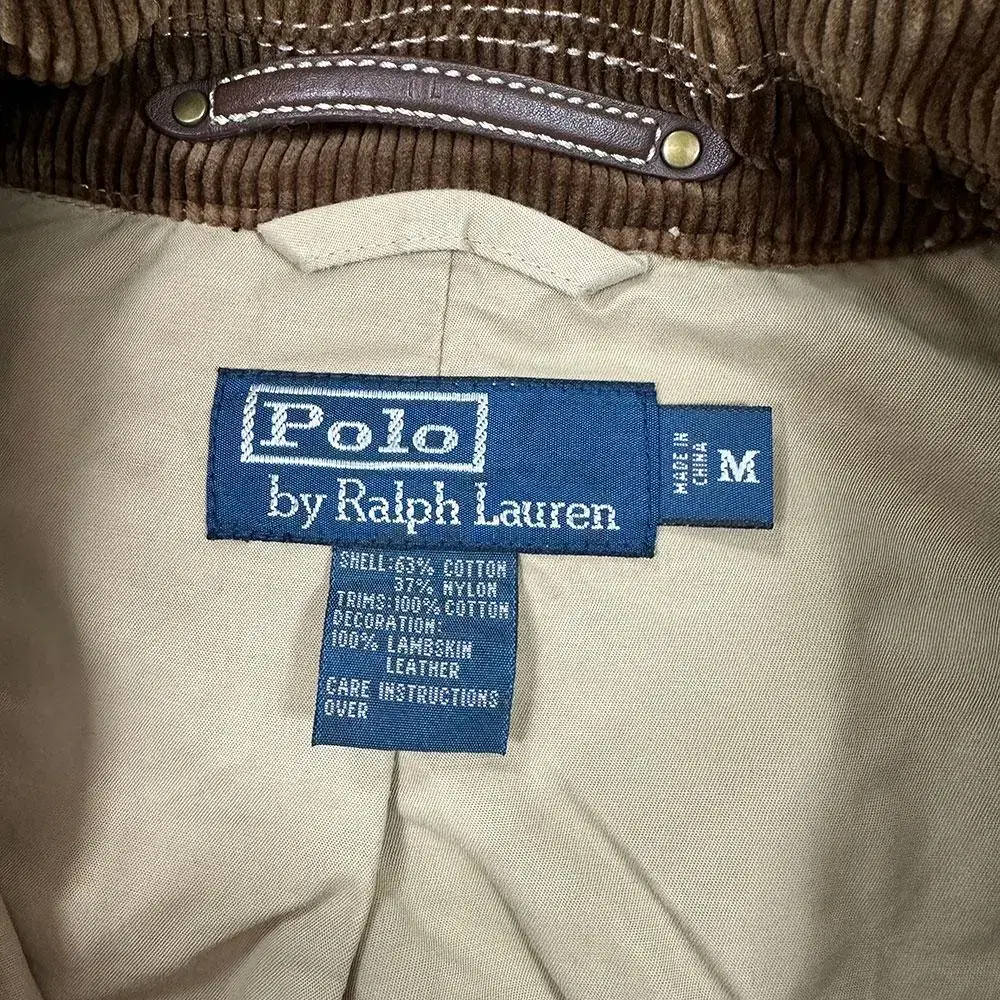 Polo
by Ralph Lauren
MADE IN
CHINA
M
SHELL:63% COTTON
37% NYLON
TRIMS:100% COTTON
DECORATION:
100% LAMBSKIN
LEATHER
CARE INSTRUCTIONS
OVER